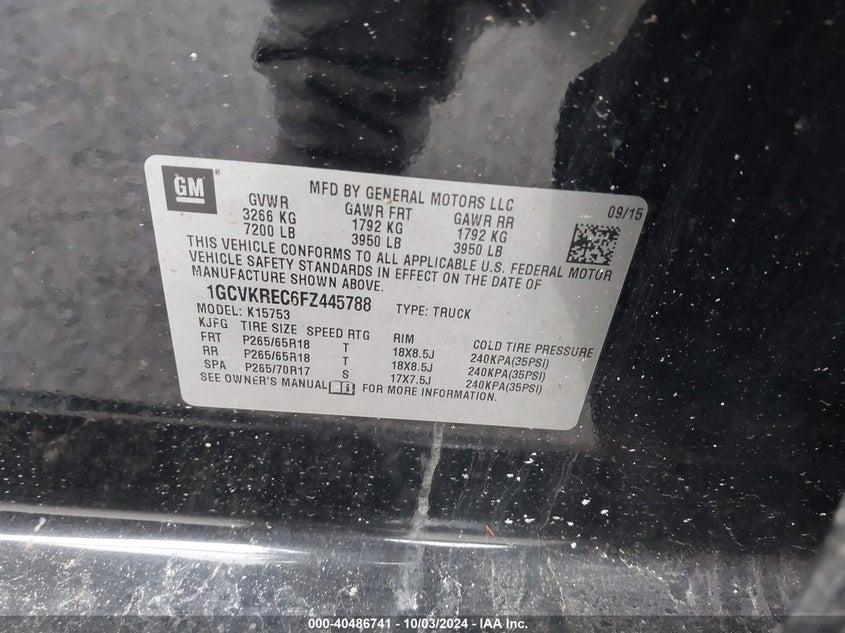 GM
MFD BY GENERAL MOTORS LLC
09/15
GVWR GAWR FRT GAWR RR
3266 KG 1792 KG 1792 KG
7200 LB 3950 LB 3950 LB
THIS VEHICLE CONFORMS TO ALL APPLICABLE U.S. FEDERAL MOTOR
VEHICLE SAFETY STANDARDS IN EFFECT ON THE DATE OF
MANUFACTURE SHOWN ABOVE.
1GCVKREC6FZ445788 TYPE: TRUCK
MODEL: K15753
KJFG TIRE SIZE SPEED RTG RIM COLD TIRE PRESSURE
FRT P265/65R18 T 18X8.5J 240KPA(35PSI)
RR P265/65R18 T 18X8.5J 240KPA(35PSI)
SPA P265/70R17 S 17X7.5J 240KPA(35PSI)
SEE OWNER'S MANUAL FOR MORE INFORMATION.
000-40486741 - 10/03/2024 - IAA Inc.